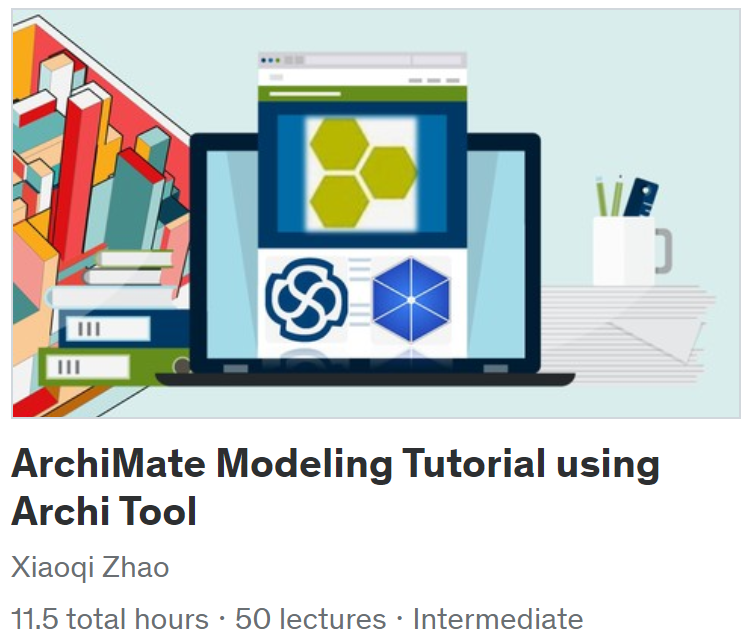 ArchiMate Modeling Tutorial using
Archi Tool
Xiaoqi Zhao
11.5 total hours · 50 lectures · Intermediate